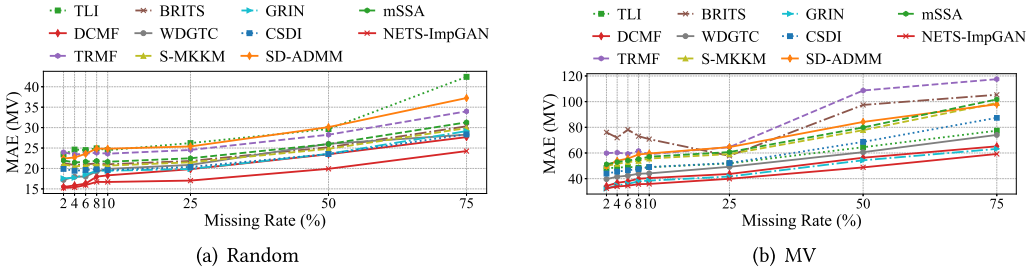 TLI BRITS GRIN mSSA
DCMF WDGTC CSDI NETS-ImpGAN
TRMF S-MKKM SD-ADMM
MAE (MV)
40
35
30
25
20
15
2 4 6 8 10 25 50 75
Missing Rate (%)
(a) Random
TLI BRITS GRIN mSSA
DCMF WDGTC CSDI NETS-ImpGAN
TRMF S-MKKM SD-ADMM
MAE (MV)
120
100
80
60
40
2 4 6 8 10 25 50 75
Missing Rate (%)
(b) MV